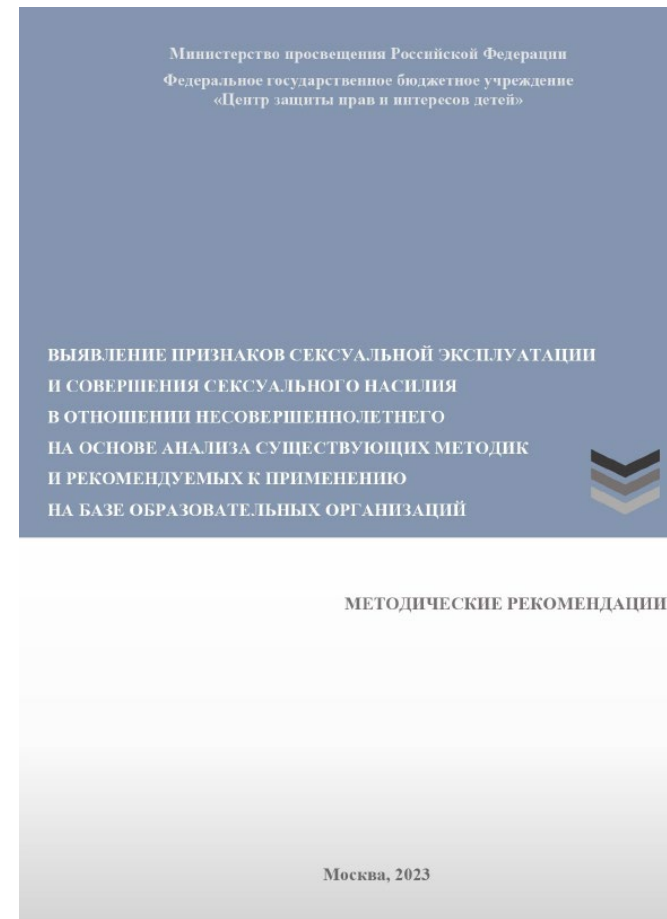 Министерство просвещения Российской Федерации
Федеральное государственное бюджетное учреждение
«Центр защиты прав и интересов детей»
ВЫЯВЛЕНИЕ ПРИЗНАКОВ СЕКСУАЛЬНОЙ ЭКСПЛУАТАЦИИ
И СОВЕРШЕНИЯ СЕКСУАЛЬНОГО НАСИЛИЯ
В ОТНОШЕНИИ НЕСОВЕРШЕННОЛЕТНЕГО
НА ОСНОВЕ АНАЛИЗА СУЩЕСТВУЮЩИХ МЕТОДИК
И РЕКОМЕНДУЕМЫХ К ПРИМЕНЕНИЮ
НА БАЗЕ ОБРАЗОВАТЕЛЬНЫХ ОРГАНИЗАЦИЙ
МЕТОДИЧЕСКИЕ РЕКОМЕНДАЦИИ
Москва, 2023